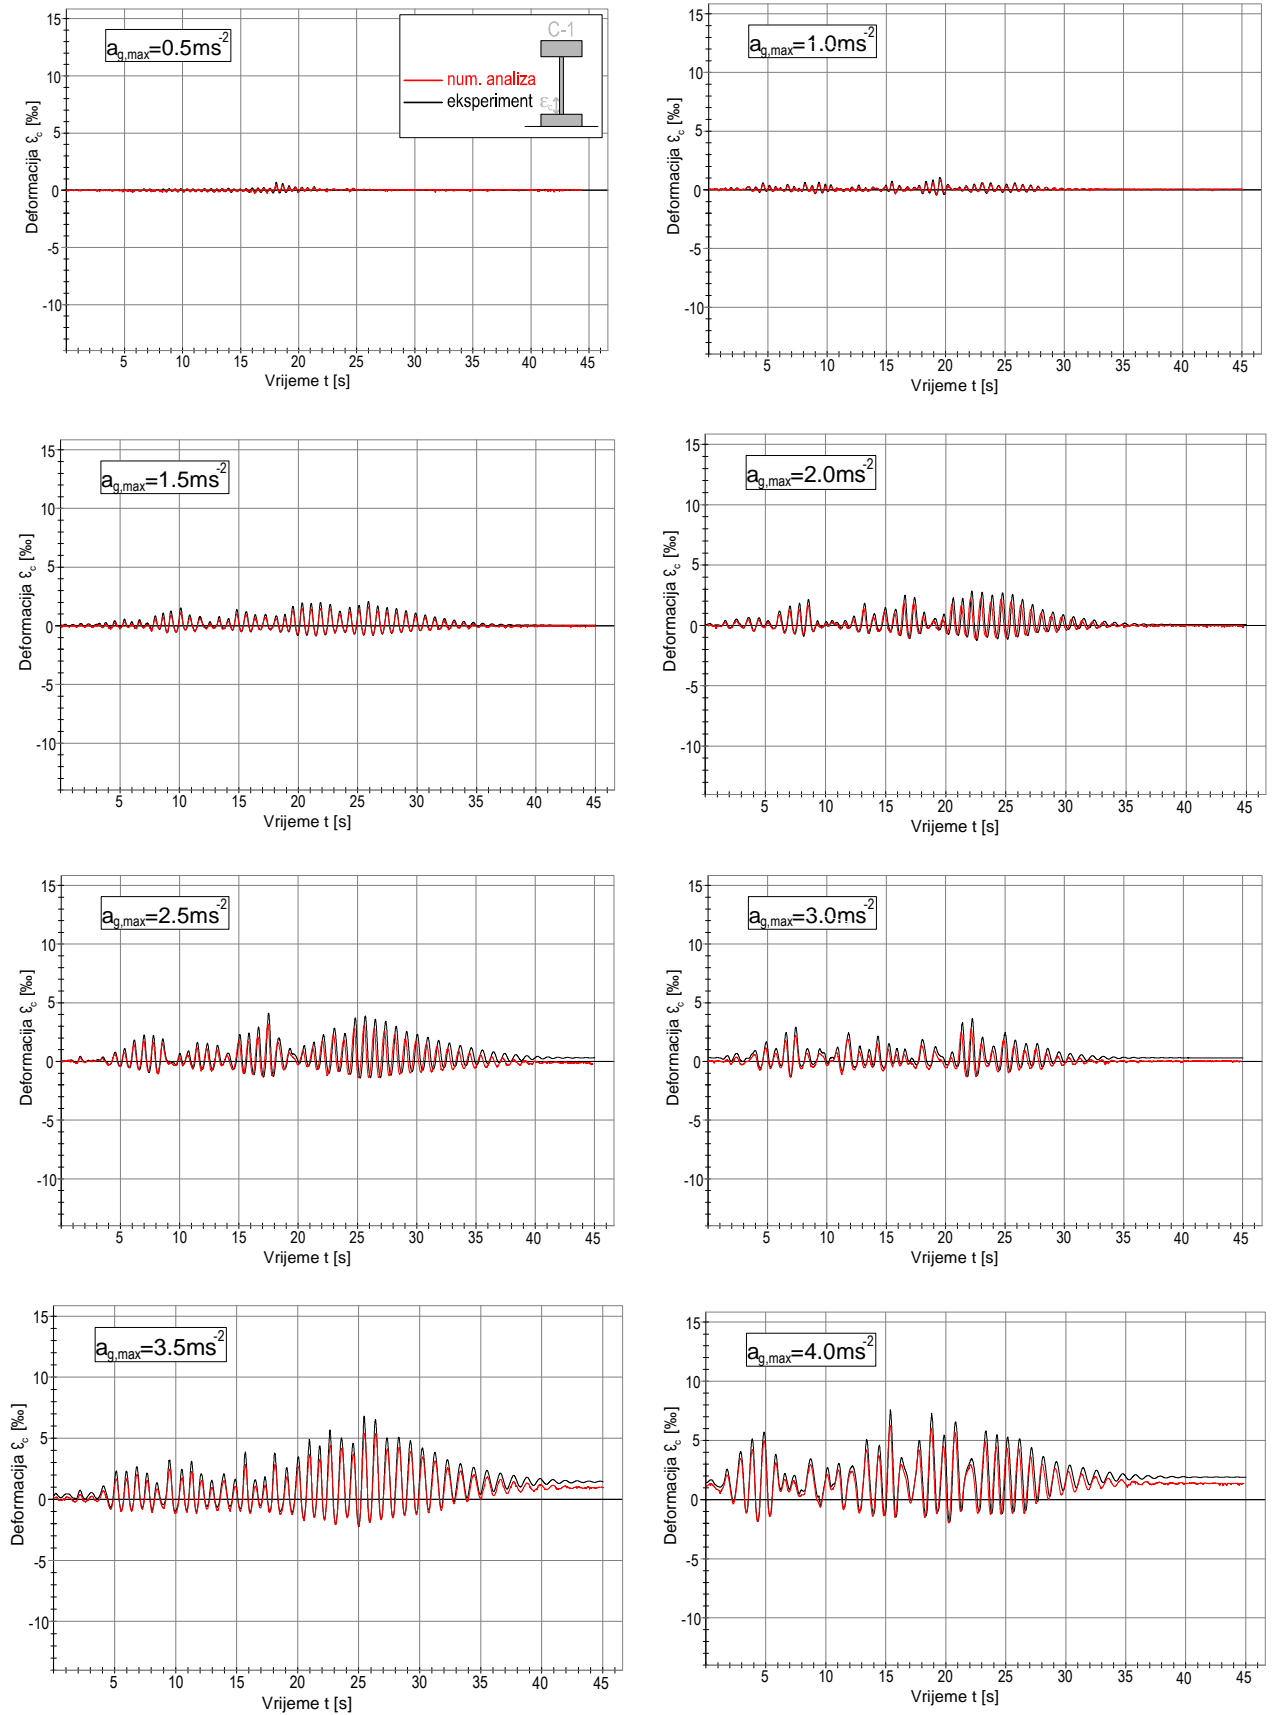 a_g,max=0.5ms^-2
C-1
num. analiza
eksperiment ε_c
Deformacija ε_c [‰]
15
10
5
0
-5
-10
5 10 15 20 25 30 35 40 45
Vrijeme t [s]
a_g,max=1.0ms^-2
Deformacija ε_c [‰]
15
10
5
0
-5
-10
5 10 15 20 25 30 35 40 45
Vrijeme t [s]
a_g,max=1.5ms^-2
Deformacija ε_c [‰]
15
10
5
0
-5
-10
5 10 15 20 25 30 35 40 45
Vrijeme t [s]
a_g,max=2.0ms^-2
Deformacija ε_c [‰]
15
10
5
0
-5
-10
5 10 15 20 25 30 35 40 45
Vrijeme t [s]
a_g,max=2.5ms^-2
Deformacija ε_c [‰]
15
10
5
0
-5
-10
5 10 15 20 25 30 35 40 45
Vrijeme t [s]
a_g,max=3.0ms^-2
Deformacija ε_c [‰]
15
10
5
0
-5
-10
5 10 15 20 25 30 35 40 45
Vrijeme t [s]
a_g,max=3.5ms^-2
Deformacija ε_c [‰]
15
10
5
0
-5
-10
5 10 15 20 25 30 35 40 45
Vrijeme t [s]
a_g,max=4.0ms^-2
Deformacija ε_c [‰]
15
10
5
0
-5
-10
5 10 15 20 25 30 35 40 45
Vrijeme t [s]